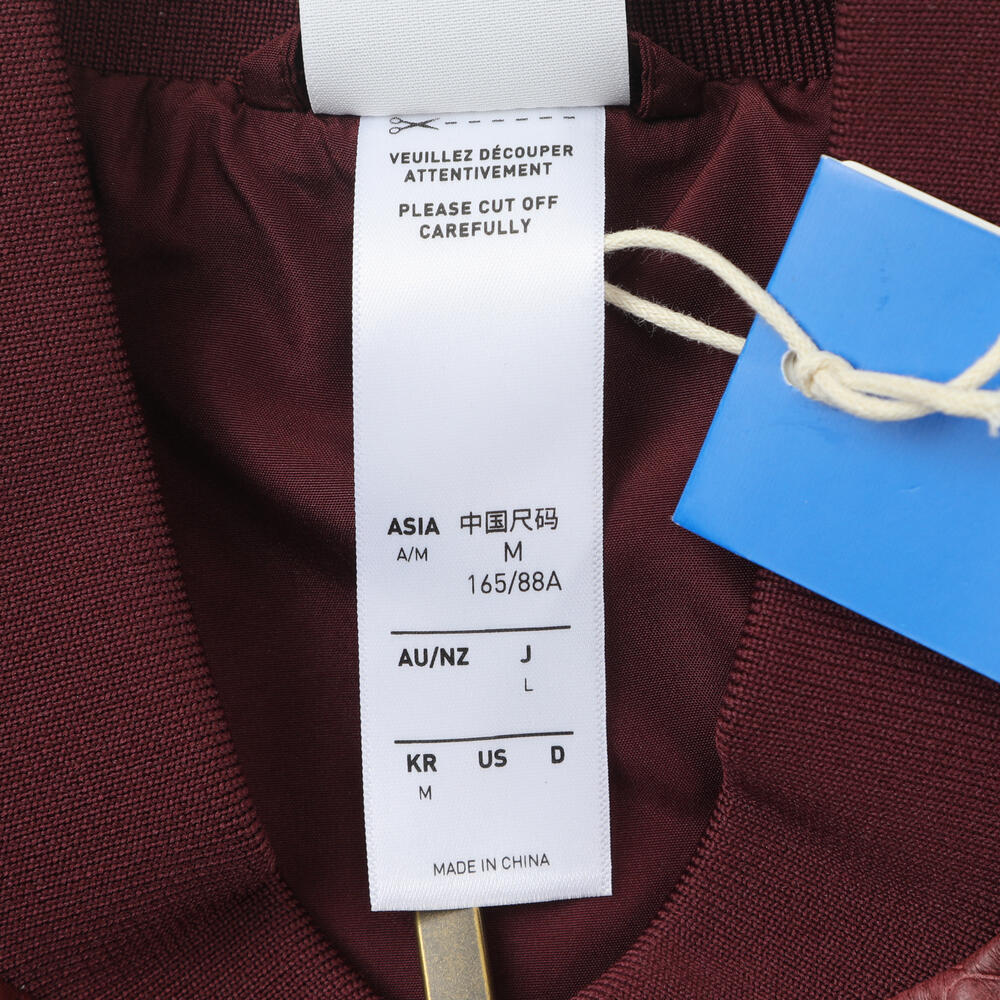 VEUILLEZ DÉCOUPER
ATTENTIVEMENT
PLEASE CUT OFF
CAREFULLY
ASIA 中国尺码
A/M M
165/88A
AU/NZ J
L
KR US D
M
MADE IN CHINA